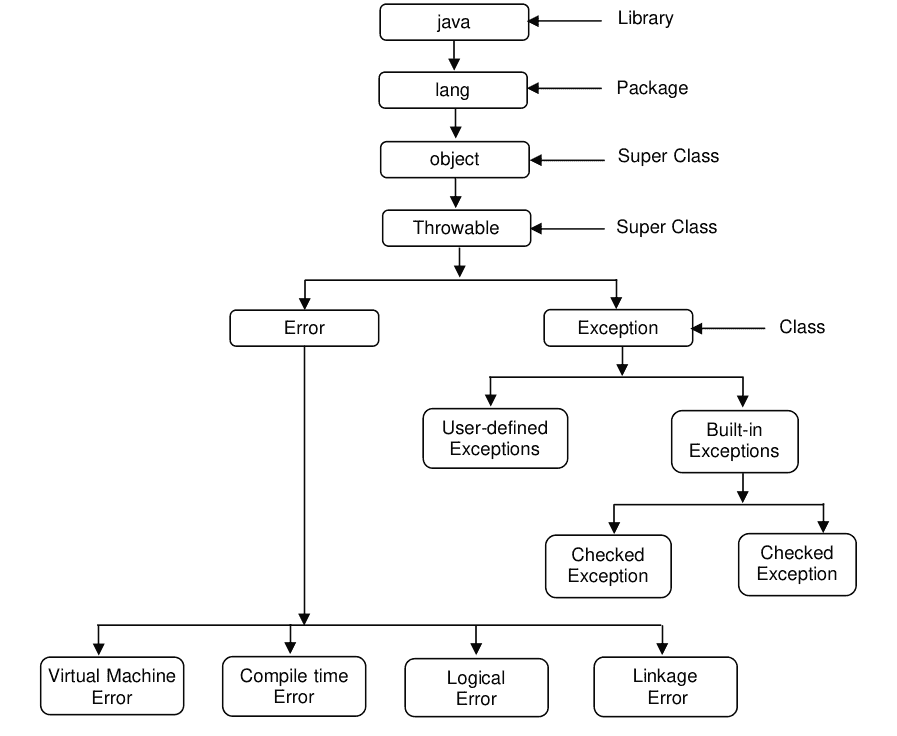 java
Library
lang
Package
object
Super Class
Throwable
Super Class
Error
Exception
Class
User-defined
Exceptions
Built-in
Exceptions
Checked
Exception
Checked
Exception
Virtual Machine
Error
Compile time
Error
Logical
Error
Linkage
Error